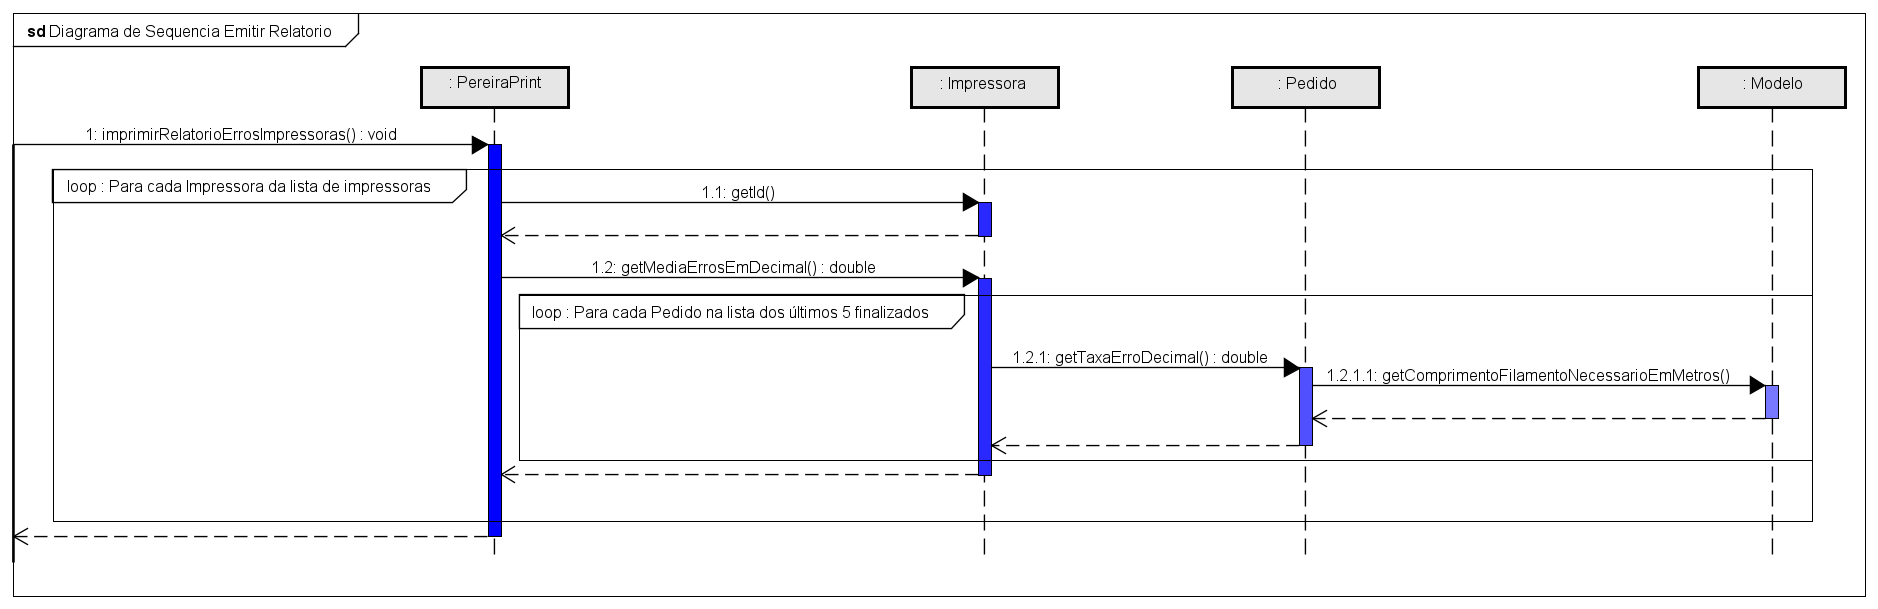 sd Diagrama de Sequencia Emitir Relatorio
: PereiraPrint
: Impressora
: Pedido
: Modelo
1: imprimirRelatorioErrosImpressoras() : void
loop : Para cada Impressora da lista de impressoras
1.1: getId()
1.2: getMediaErrosEmDecimal() : double
loop : Para cada Pedido na lista dos últimos 5 finalizados
1.2.1: getTaxaErroDecimal() : double
1.2.1.1: getComprimentoFilamentoNecessarioEmMetros()